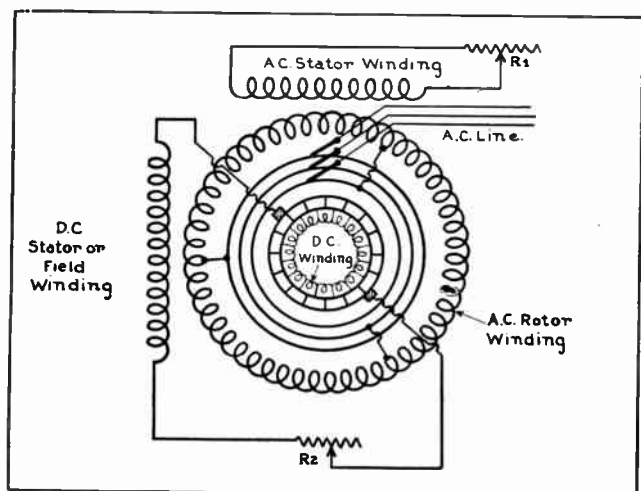 A.C. Stator Winding
R1
A.C. Line.
D.C
Stator or
Field
Winding
D.C.
Winding
A.C. Rotor
Winding
R2